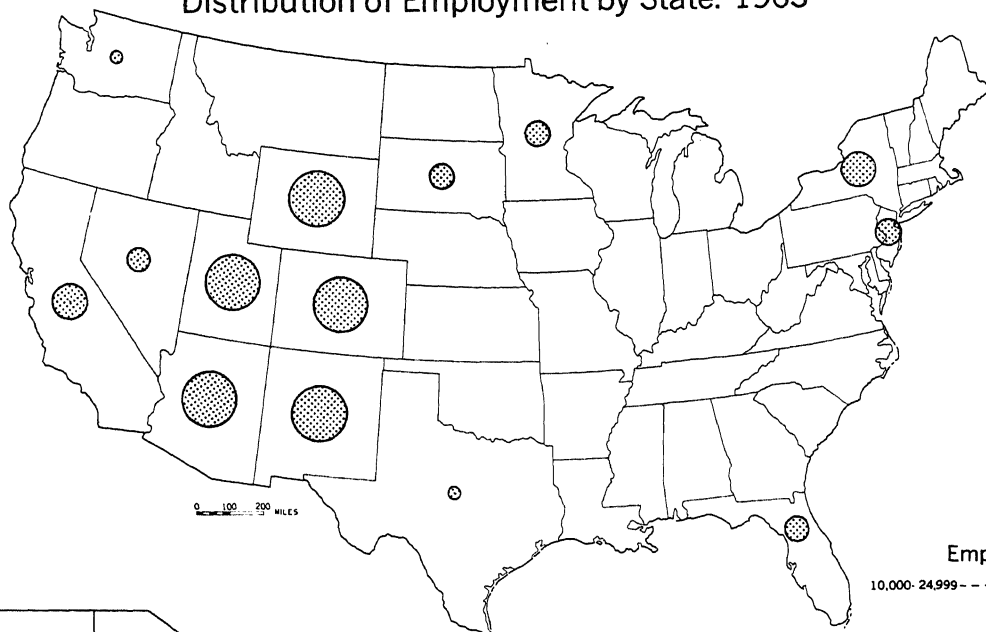 Distribution of Employment by State: 1963
0 100 200 MILES
Emp
10,000- 24,999 - - -